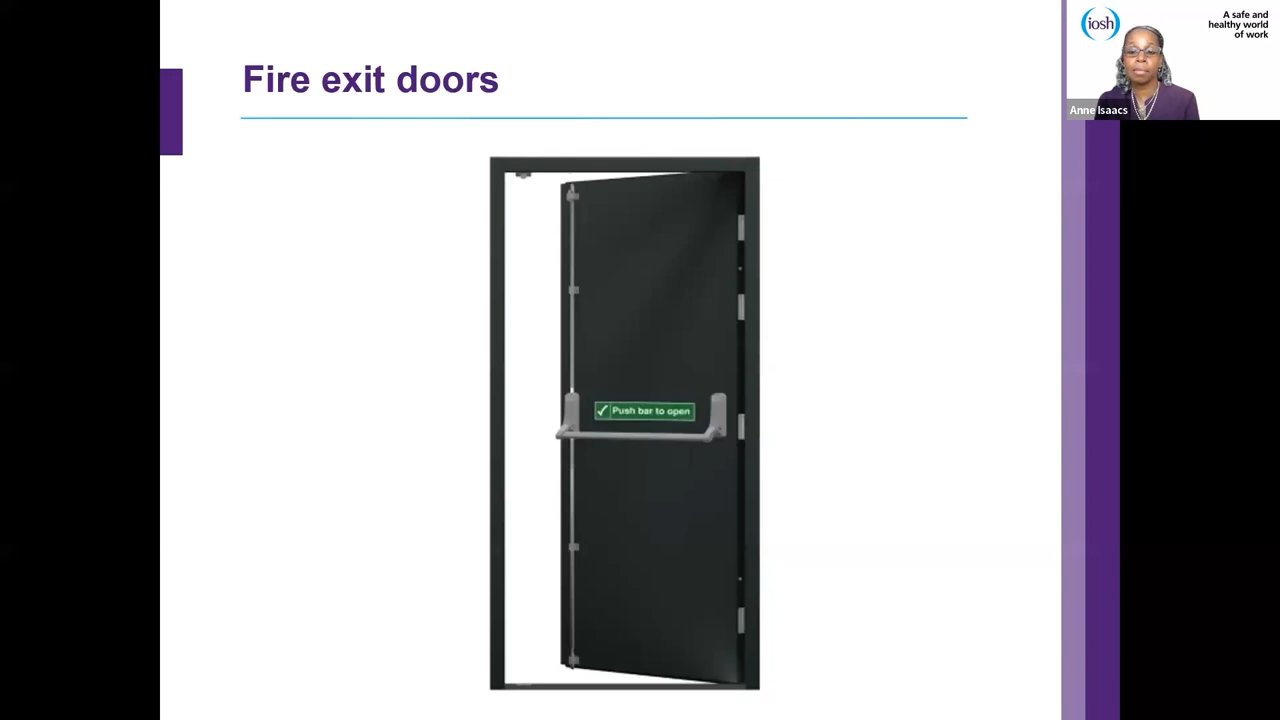 Fire exit doors
iosh
A safe and
healthy world
of work
Anne Isaacs
Push bar to open